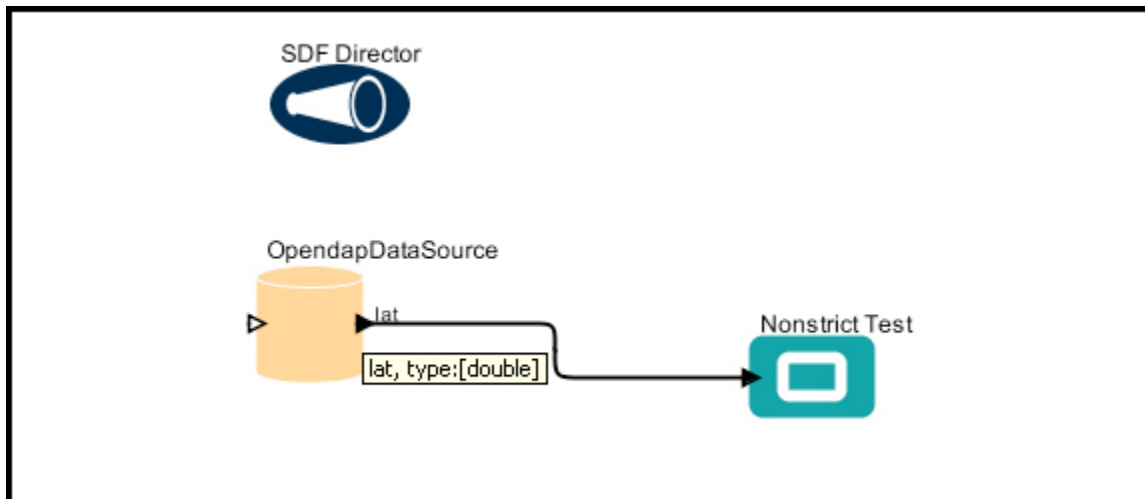 SDF Director
OpendapDataSource
lat
Nonstrict Test
lat, type:[double]